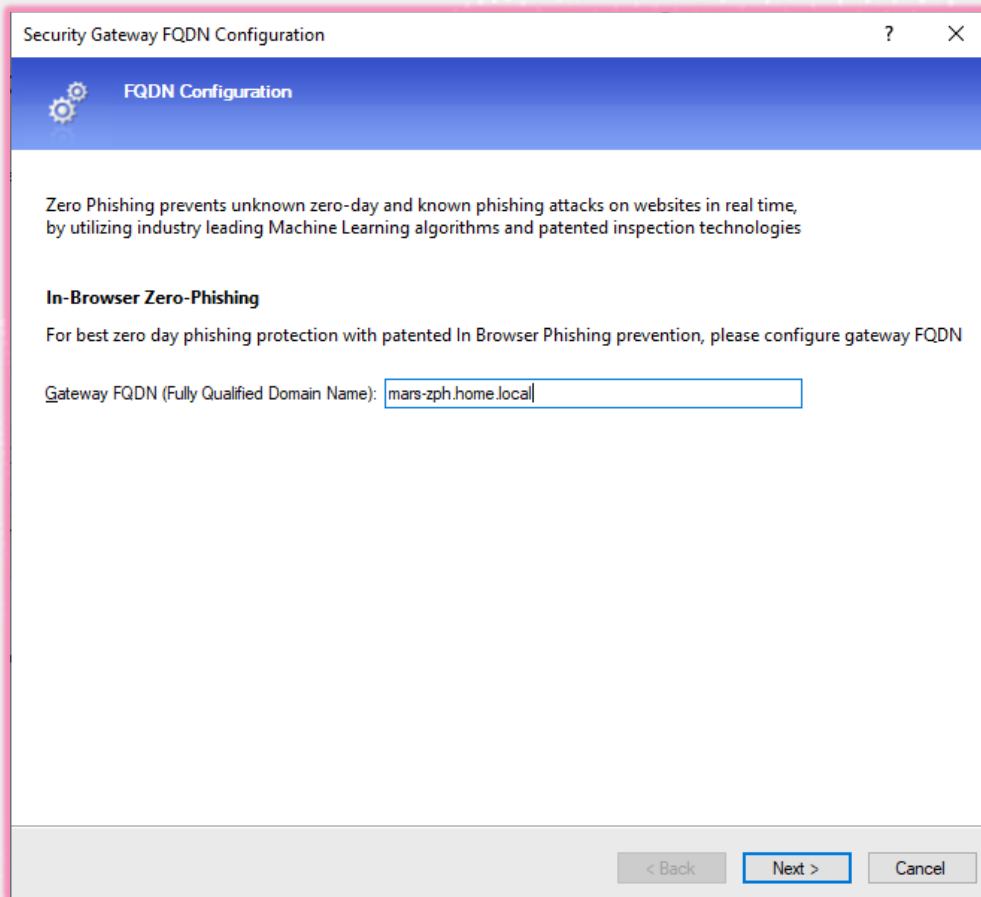 Security Gateway FQDN Configuration
?
FQDN Configuration
Zero Phishing prevents unknown zero-day and known phishing attacks on websites in real time,
by utilizing industry leading Machine Learning algorithms and patented inspection technologies
In-Browser Zero-Phishing
For best zero day phishing protection with patented In Browser Phishing prevention, please configure gateway FQDN
Gateway FQDN (Fully Qualified Domain Name): mars-zph.home.local
< Back Next > Cancel